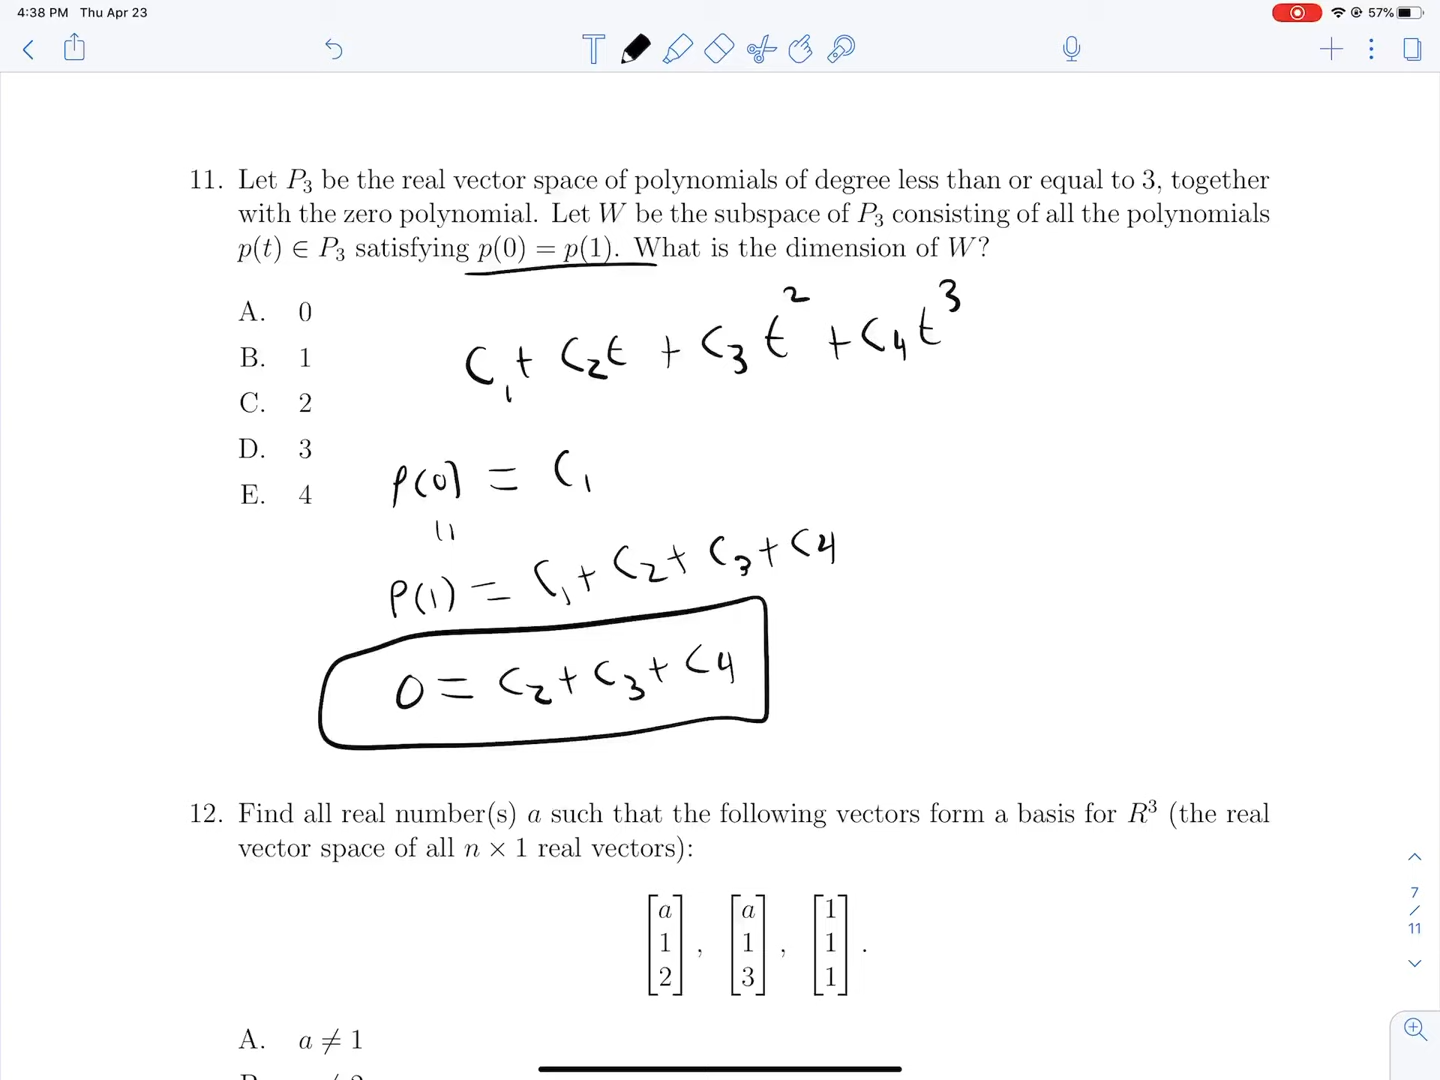 4:38 PM Thu Apr 23
57%
T
11. Let P₃ be the real vector space of polynomials of degree less than or equal to 3, together
with the zero polynomial. Let W be the subspace of P₃ consisting of all the polynomials
p(t) ∈ P₃ satisfying p(0) = p(1). What is the dimension of W?
A. 0
B. 1
C. 2
D. 3
E. 4
C₁ + C₂t + C₃t² + C₄t³
p(0) = C₁
||
p(1) = C₁ + C₂ + C₃ + C₄
0 = C₂ + C₃ + C₄
12. Find all real number(s) a such that the following vectors form a basis for R³ (the real
vector space of all n × 1 real vectors):
[a 1 2], [a 1 3], [1 1 1].
A. a ≠ 1
7
/
11